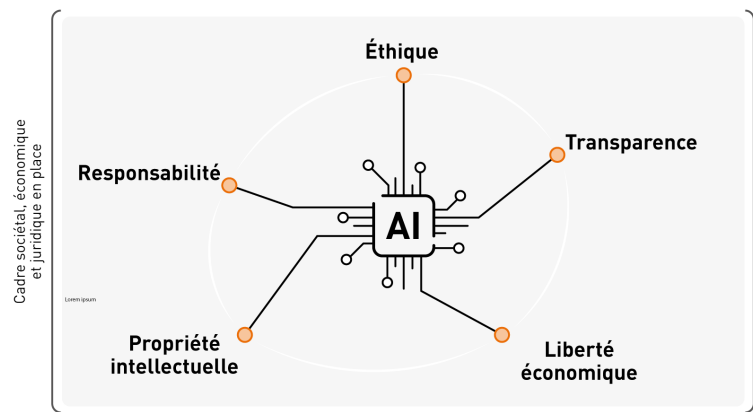 Éthique
Transparence
Responsabilité
AI
Cadre sociétal, économique
et juridique en place
Lorem ipsum
Propriété
intellectuelle
Liberté
économique